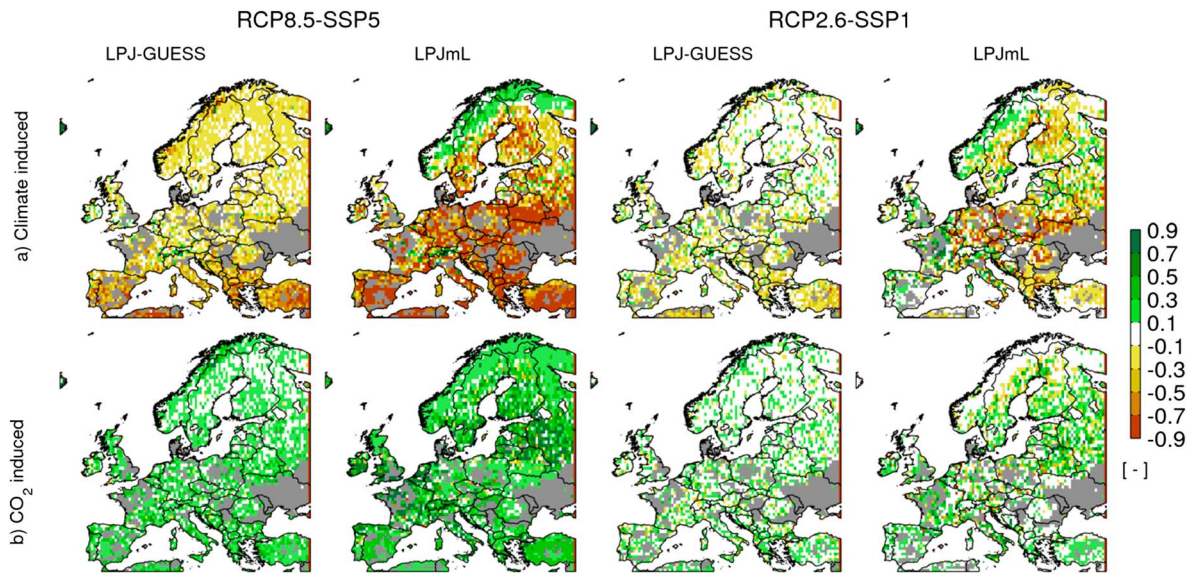 RCP8.5-SSP5
RCP2.6-SSP1
LPJ-GUESS
LPJmL
LPJ-GUESS
LPJmL
a) Climate induced
b) CO₂ induced
0.9
0.7
0.5
0.3
0.1
-0.1
-0.3
-0.5
-0.7
-0.9
[ - ]